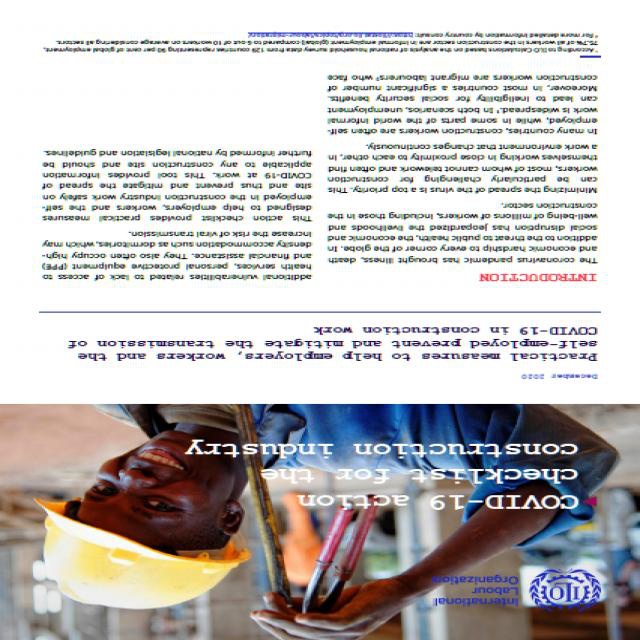 International
Labour
Organization
COVID-19 action
checklist for the
construction industry
December 2020
Practical measures to help employers, workers and the
self-employed prevent and mitigate the transmission of
COVID-19 in construction work
INTRODUCTION
The coronavirus pandemic has brought illness, death
and economic hardship to every corner of the globe. In
addition to the threat to public health, the economic and
social disruption has jeopardized the livelihoods and
well-being of millions of workers, including those in the
construction sector.
Minimizing the spread of the virus is a top priority. This
can be particularly challenging for construction
workers, most of whom cannot telework and often find
themselves working in close proximity to each other, in
a work environment that changes continuously.
In many countries, construction workers are often self-
employed, while in some parts of the world informal
work is widespread.¹ In both scenarios, unemployment
can lead to ineligibility for social security benefits.
Moreover, in most countries a significant number of
construction workers are migrant labourers² who face
additional vulnerabilities related to lack of access to
health services, personal protective equipment (PPE)
and financial assistance. They also often occupy high-
density accommodation such as dormitories, which may
increase the risk of viral transmission.
This action checklist provides practical measures
designed to help employers, workers and the self-
employed in the construction industry work safely on
site and thus prevent and mitigate the spread of
COVID-19 at work. This tool provides information
applicable to any construction site and should be
further informed by national legislation and guidelines.
¹ According to ILO Calculations based on the analysis of national household survey data from 125 countries representing 90 per cent of global employment,
75.7% of all workers in the construction sector are in informal employment (global) compared to 6 out of 10 workers on average considering all sectors.
² For more detailed information by country consult: https://ilostat.ilo.org/topics/labour-migration/